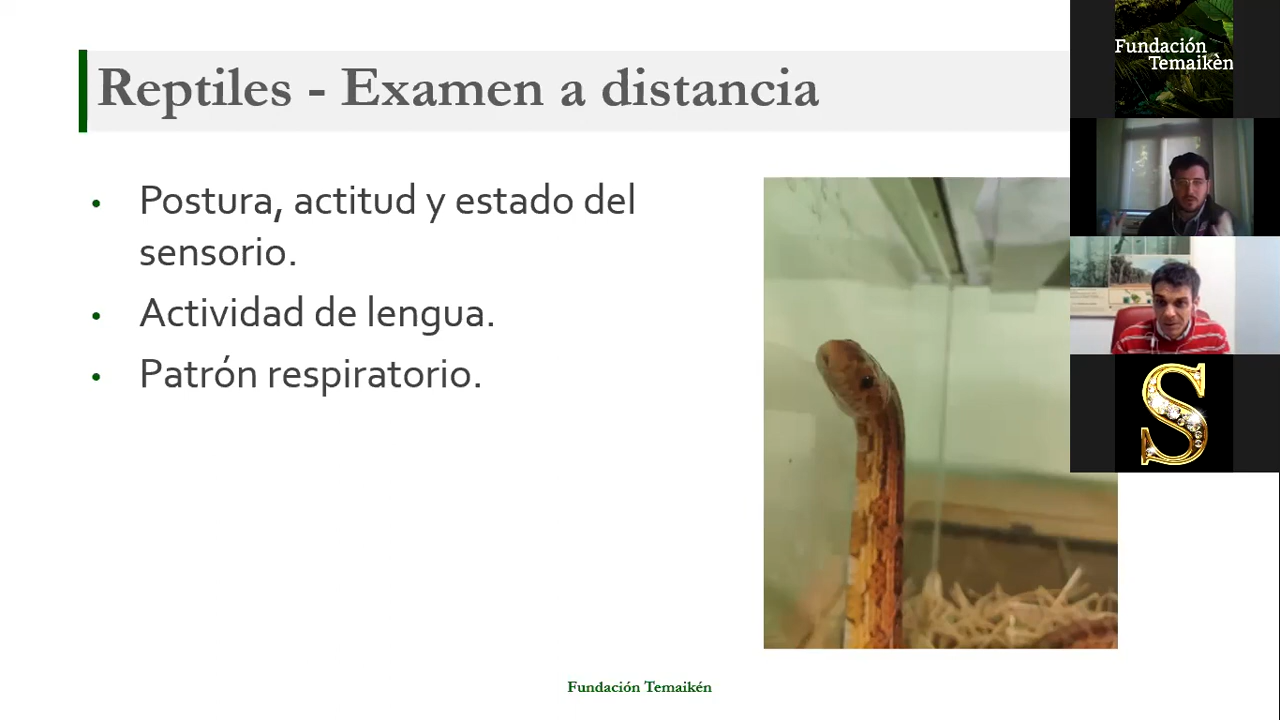 Reptiles - Examen a distancia
• Postura, actitud y estado del
sensorio.
• Actividad de lengua.
• Patrón respiratorio.
Fundación Temaikén
Fundación
Temaikèn
S